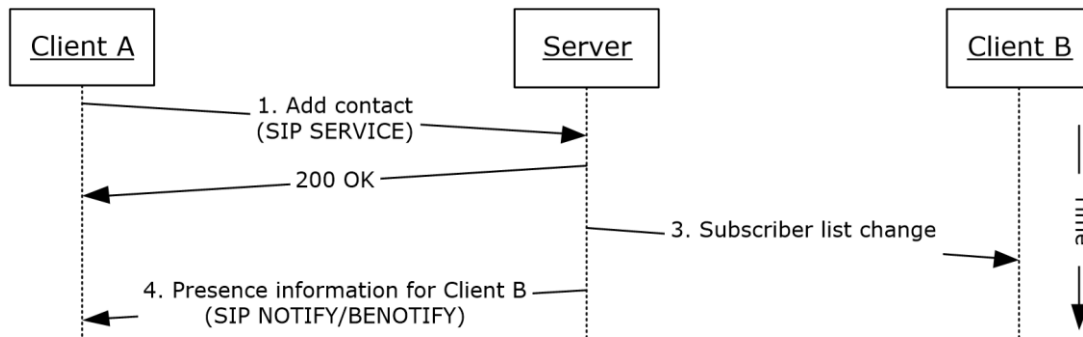 Client A
Server
Client B
1. Add contact
(SIP SERVICE)
200 OK
3. Subscriber list change
Time
4. Presence information for Client B
(SIP NOTIFY/BENOTIFY)